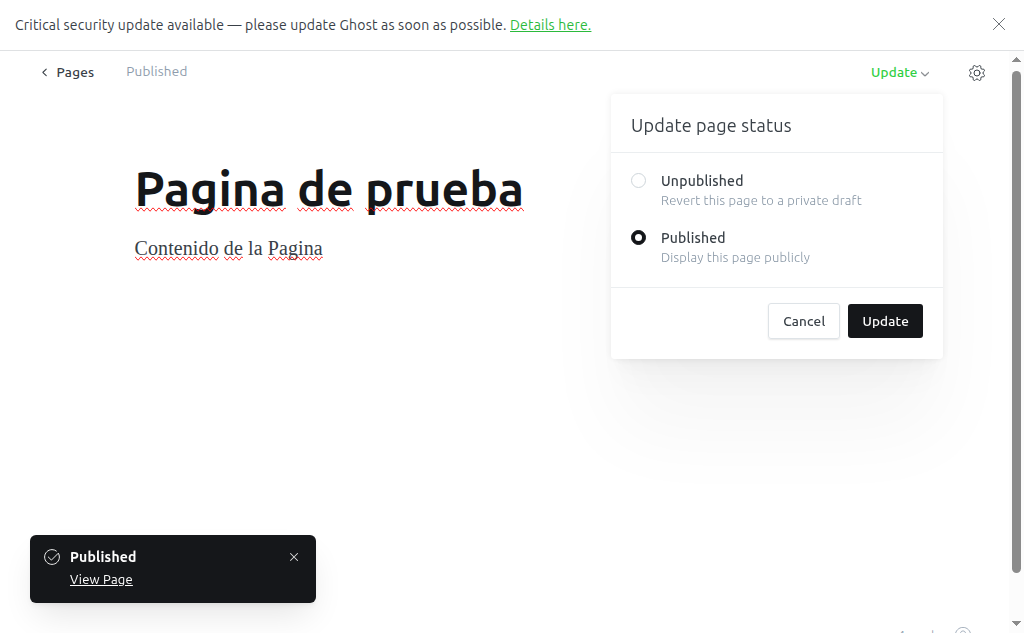 Critical security update available — please update Ghost as soon as possible. Details here.
Pages
Published
Update
Update page status
Unpublished
Revert this page to a private draft
Published
Display this page publicly
Cancel
Update
Pagina de prueba
Contenido de la Pagina
Published
View Page